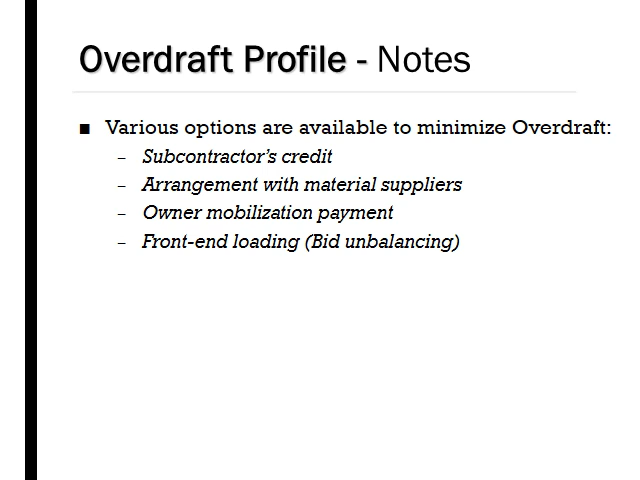 Overdraft Profile - Notes
■ Various options are available to minimize Overdraft:
– Subcontractor’s credit
– Arrangement with material suppliers
– Owner mobilization payment
– Front-end loading (Bid unbalancing)